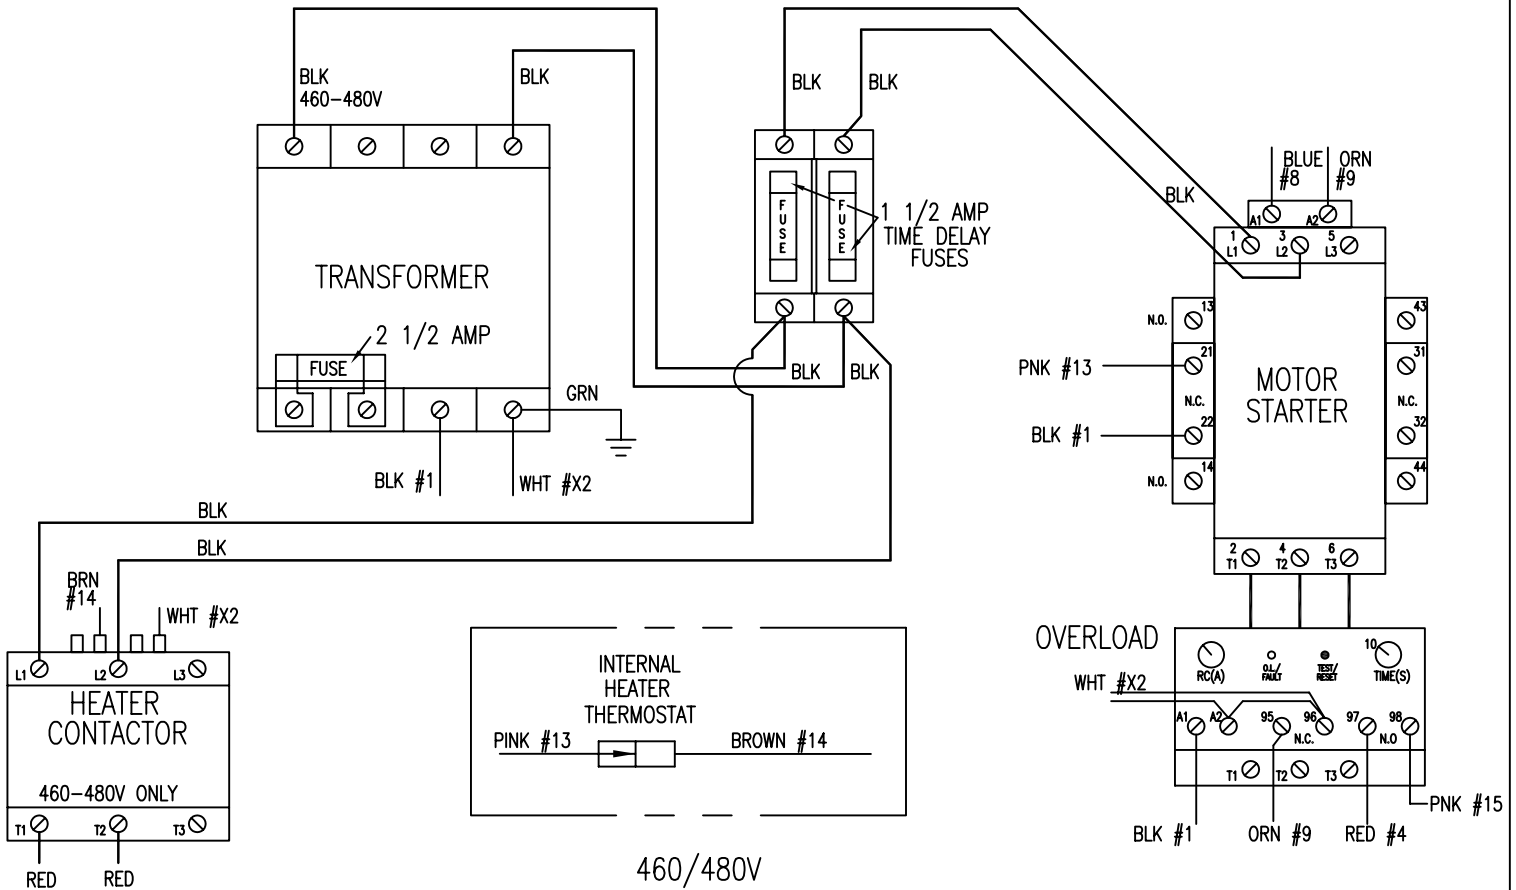 BLK
460-480V
BLK
BLK
BLK
TRANSFORMER
2 1/2 AMP
FUSE
GRN
BLK #1
WHT #X2
FUSE
FUSE
1 1/2 AMP
TIME DELAY
FUSES
BLK
BLK
BLK
BLUE
#8
ORN
#9
A1
A2
1
L1
3
L2
5
L3
N.O.
13
43
PNK #13
21
31
N.C.
N.C.
BLK #1
22
32
N.O.
14
44
MOTOR
STARTER
2
T1
4
T2
6
T3
BLK
BLK
BRN
#14
WHT #X2
L1
L2
L3
HEATER
CONTACTOR
460-480V ONLY
T1
T2
T3
RED
RED
INTERNAL
HEATER
THERMOSTAT
PINK #13
BROWN #14
460/480V
OVERLOAD
RC(A)
O.L./
FAULT
TEST/
RESET
10
TIME(S)
WHT #X2
A1
A2
95
N.C.
96
97
N.O
98
T1
T2
T3
BLK #1
ORN #9
RED #4
PNK #15